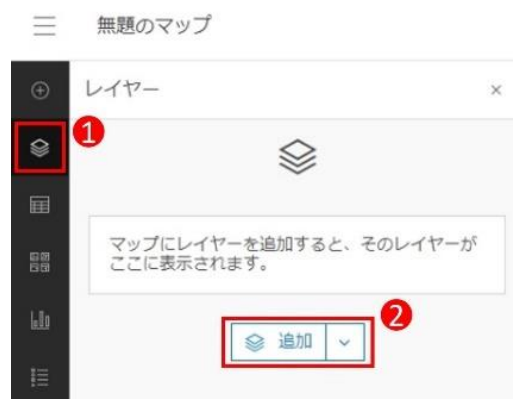 無題のマップ
レイヤー
1
マップにレイヤーを追加すると、そのレイヤーが
ここに表示されます。
2
追加